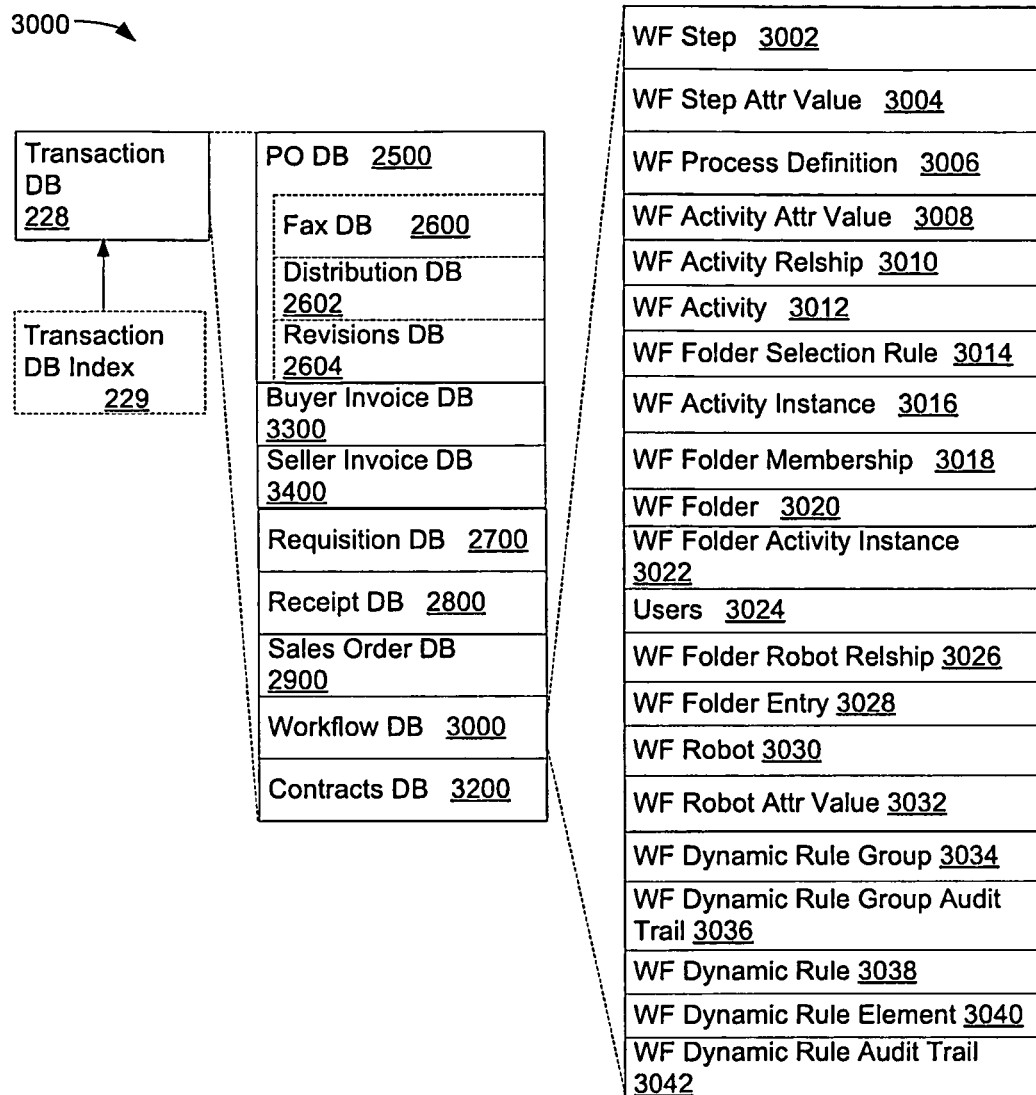 3000
Transaction
DB
228
Transaction
DB Index
229
PO DB 2500
Fax DB 2600
Distribution DB
2602
Revisions DB
2604
Buyer Invoice DB
3300
Seller Invoice DB
3400
Requisition DB 2700
Receipt DB 2800
Sales Order DB
2900
Workflow DB 3000
Contracts DB 3200
WF Step 3002
WF Step Attr Value 3004
WF Process Definition 3006
WF Activity Attr Value 3008
WF Activity Relship 3010
WF Activity 3012
WF Folder Selection Rule 3014
WF Activity Instance 3016
WF Folder Membership 3018
WF Folder 3020
WF Folder Activity Instance
3022
Users 3024
WF Folder Robot Relship 3026
WF Folder Entry 3028
WF Robot 3030
WF Robot Attr Value 3032
WF Dynamic Rule Group 3034
WF Dynamic Rule Group Audit
Trail 3036
WF Dynamic Rule 3038
WF Dynamic Rule Element 3040
WF Dynamic Rule Audit Trail
3042